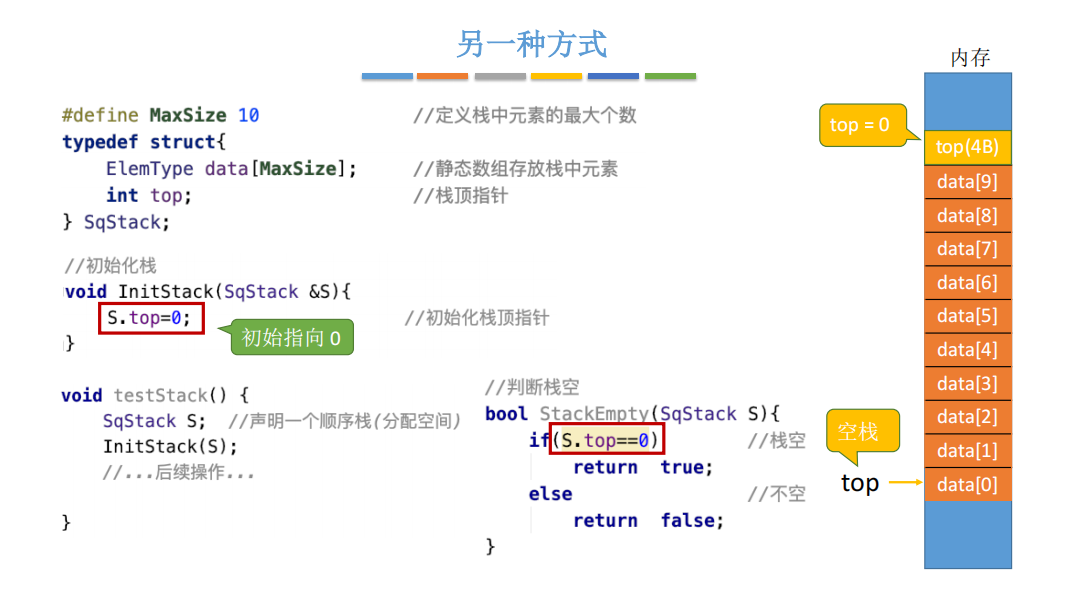 另一种方式
#define MaxSize 10 //定义栈中元素的最大个数
typedef struct{
ElemType data[MaxSize]; //静态数组存放栈中元素
int top; //栈顶指针
} SqStack;
//初始化栈
void InitStack(SqStack &S){
S.top=0; //初始化栈顶指针
初始指向 0
}
void testStack() {
SqStack S; //声明一个顺序栈(分配空间)
InitStack(S);
//...后续操作...
}
//判断栈空
bool StackEmpty(SqStack S){
if(S.top==0) //栈空
return true;
else //不空
return false;
}
内存
top = 0
top(4B)
data[9]
data[8]
data[7]
data[6]
data[5]
data[4]
data[3]
data[2]
data[1]
data[0]
空栈
top